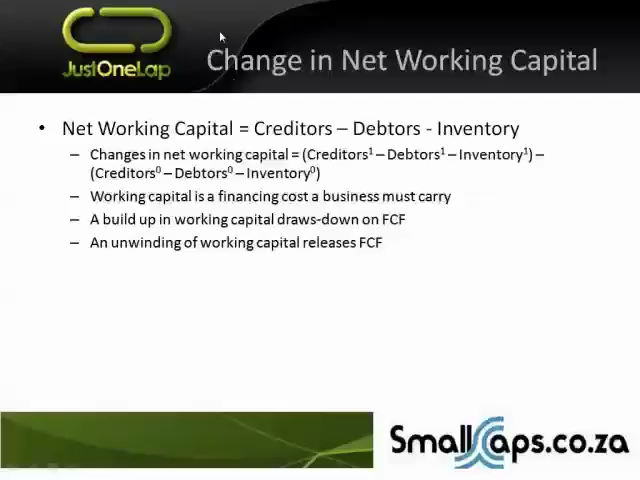 JustOneLap
Change in Net Working Capital
• Net Working Capital = Creditors – Debtors - Inventory
– Changes in net working capital = (Creditors¹ – Debtors¹ – Inventory¹) –
(Creditors⁰ – Debtors⁰ – Inventory⁰)
– Working capital is a financing cost a business must carry
– A build up in working capital draws-down on FCF
– An unwinding of working capital releases FCF
SmallCaps.co.za